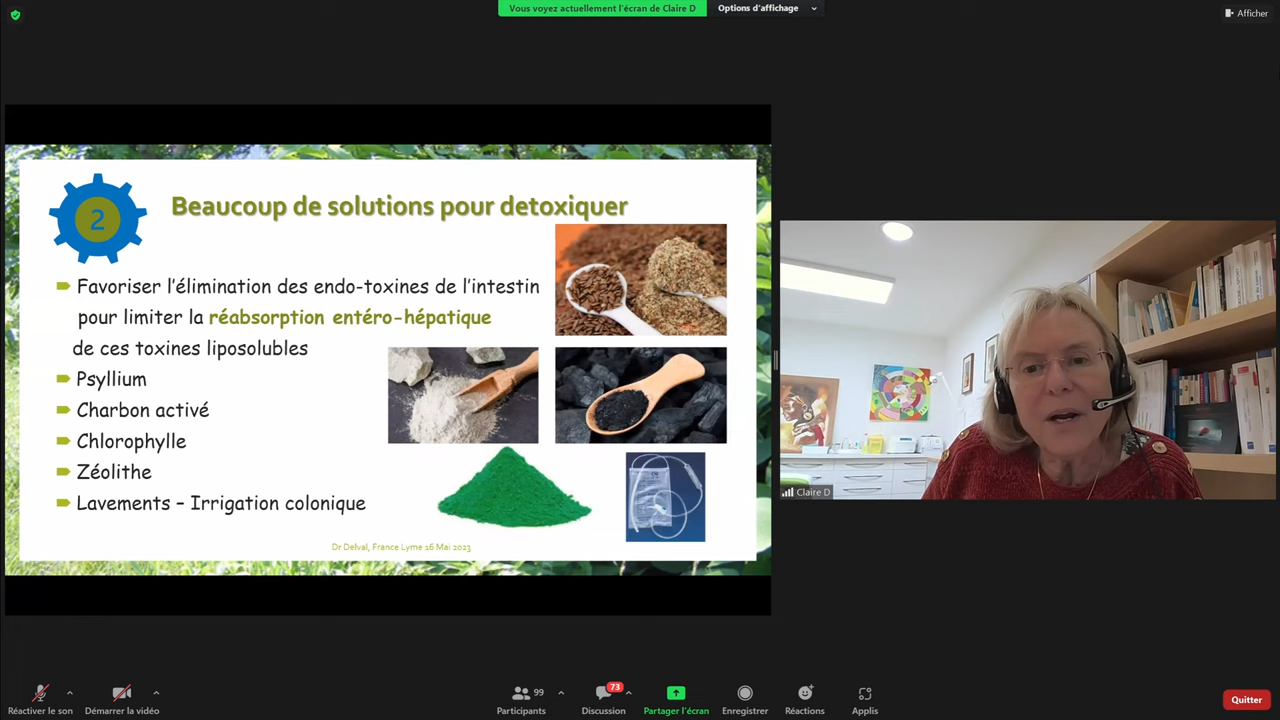 Vous voyez actuellement l'écran de Claire D
Options d'affichage
Afficher
2
Beaucoup de solutions pour detoxiquer
Favoriser l'élimination des endo-toxines de l'intestin
pour limiter la réabsorption entéro-hépatique
de ces toxines liposolubles
Psyllium
Charbon activé
Chlorophylle
Zéolithe
Lavements – Irrigation colonique
Dr Delval, France Lyme 16 Mai 2023
Claire D
Réactiver le son
Démarrer la vidéo
99
Participants
73
Discussion
Partager l'écran
Enregistrer
Réactions
Applis
Quitter